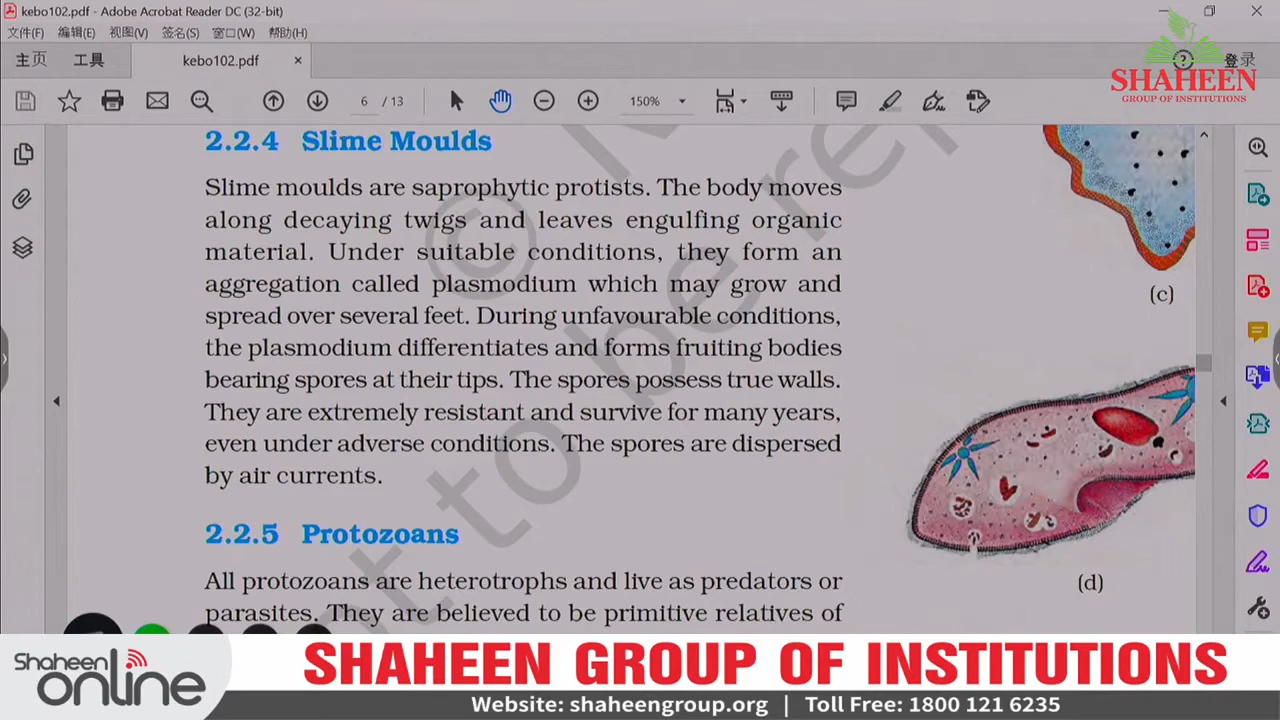 kebo102.pdf - Adobe Acrobat Reader DC (32-bit)
文件(F) 编辑(E) 视图(V) 签名(S) 窗口(W) 帮助(H)
主页 工具 kebo102.pdf × ? 登录
SHAHEEN
GROUP OF INSTITUTIONS
6 / 13 150%
2.2.4 Slime Moulds
Slime moulds are saprophytic protists. The body moves
along decaying twigs and leaves engulfing organic
material. Under suitable conditions, they form an
aggregation called plasmodium which may grow and
spread over several feet. During unfavourable conditions,
the plasmodium differentiates and forms fruiting bodies
bearing spores at their tips. The spores possess true walls.
They are extremely resistant and survive for many years,
even under adverse conditions. The spores are dispersed
by air currents.
(c)
2.2.5 Protozoans
All protozoans are heterotrophs and live as predators or
parasites. They are believed to be primitive relatives of
(d)
© 
not to be rep
Shaheen
online
SHAHEEN GROUP OF INSTITUTIONS
Website: shaheengroup.org | Toll Free: 1800 121 6235